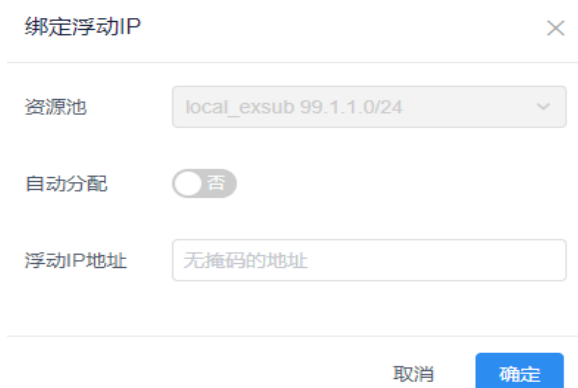 绑定浮动IP
资源池 local_exsub 99.1.1.0/24
自动分配 否
浮动IP地址 无掩码的地址
取消 确定